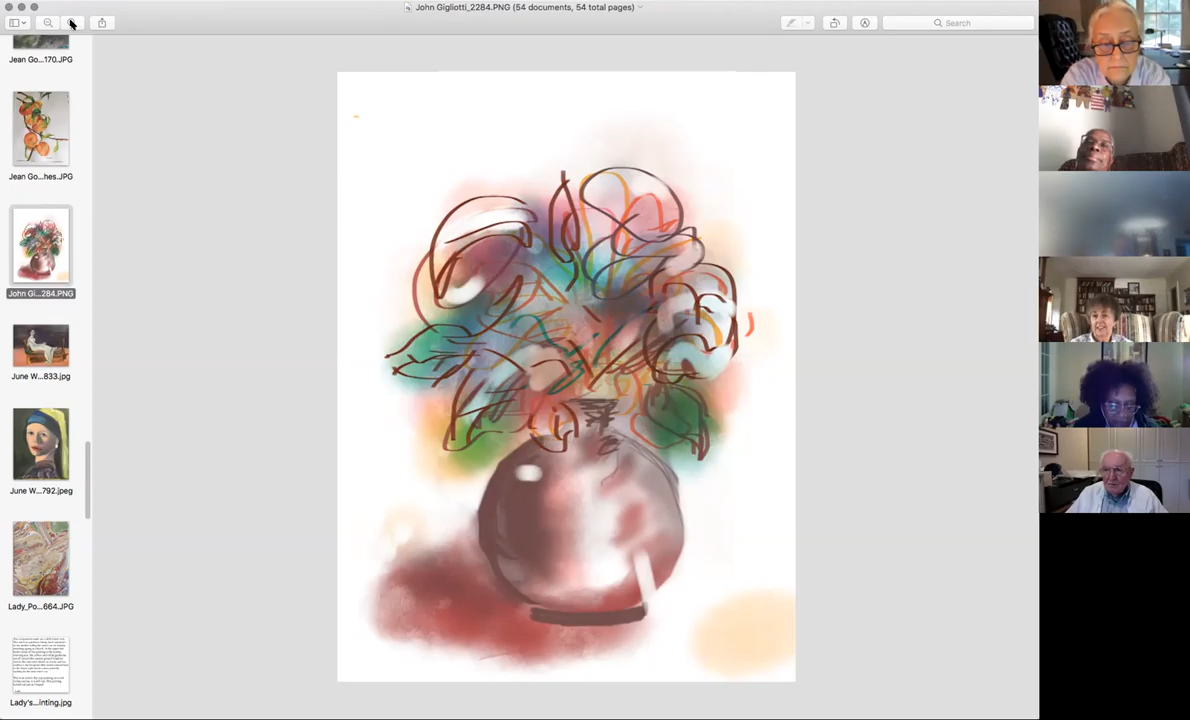 John Gigliotti_2284.PNG (54 documents, 54 total pages)
Search
Jean Go...170.JPG
Jean Go...hes.JPG
John Gi...284.PNG
June W...833.jpg
June W...792.jpeg
Lady_Po...664.JPG
Lady's...inting.jpg